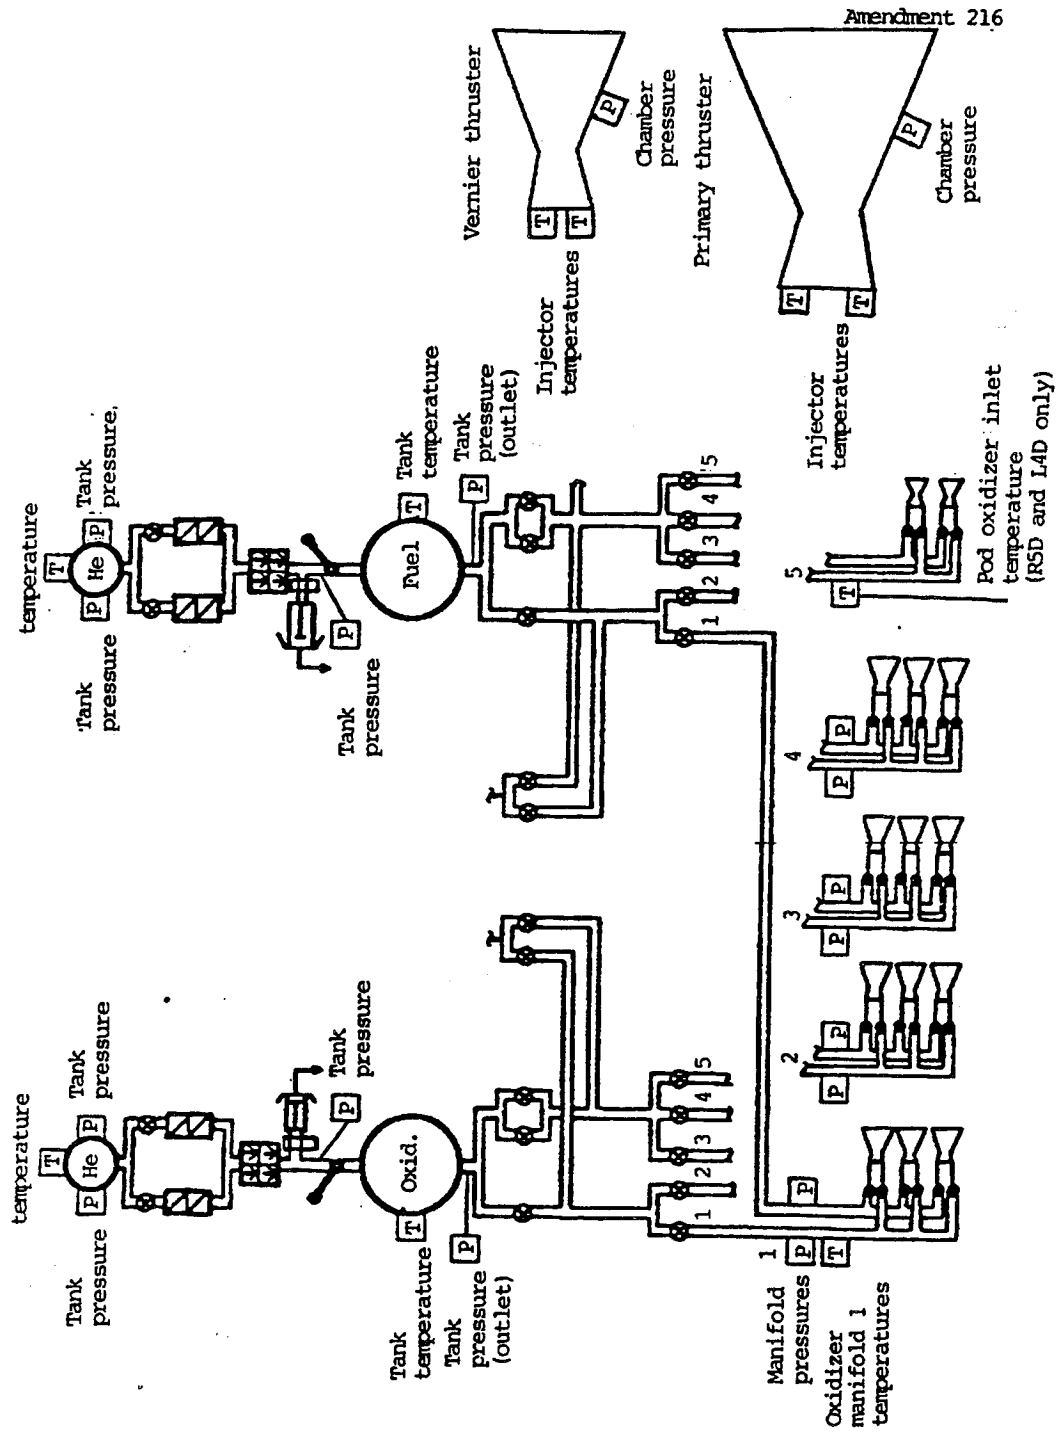 Amendment 216
temperature
T
Tank
pressure
P
He
P
Tank
pressure
Tank
pressure
P
Oxid.
T
Tank
temperature
P
Tank
pressure
(outlet)
1
2
3
4
5
temperature
T
Tank
pressure
P
He
P
Tank
pressure
Tank
pressure
P
Fuel
T
Tank
temperature
P
Tank
pressure
(outlet)
1
2
3
4
5
Vernier thruster
T
T
Injector
temperatures
P
Chamber
pressure
Primary thruster
T
T
Injector
temperatures
P
Chamber
pressure
1
Manifold
pressures
P
P
T
Oxidizer
manifold 1
temperatures
2
P
P
3
P
P
4
P
P
5
T
Pod oxidizer inlet
temperature
(R5D and L4D only)